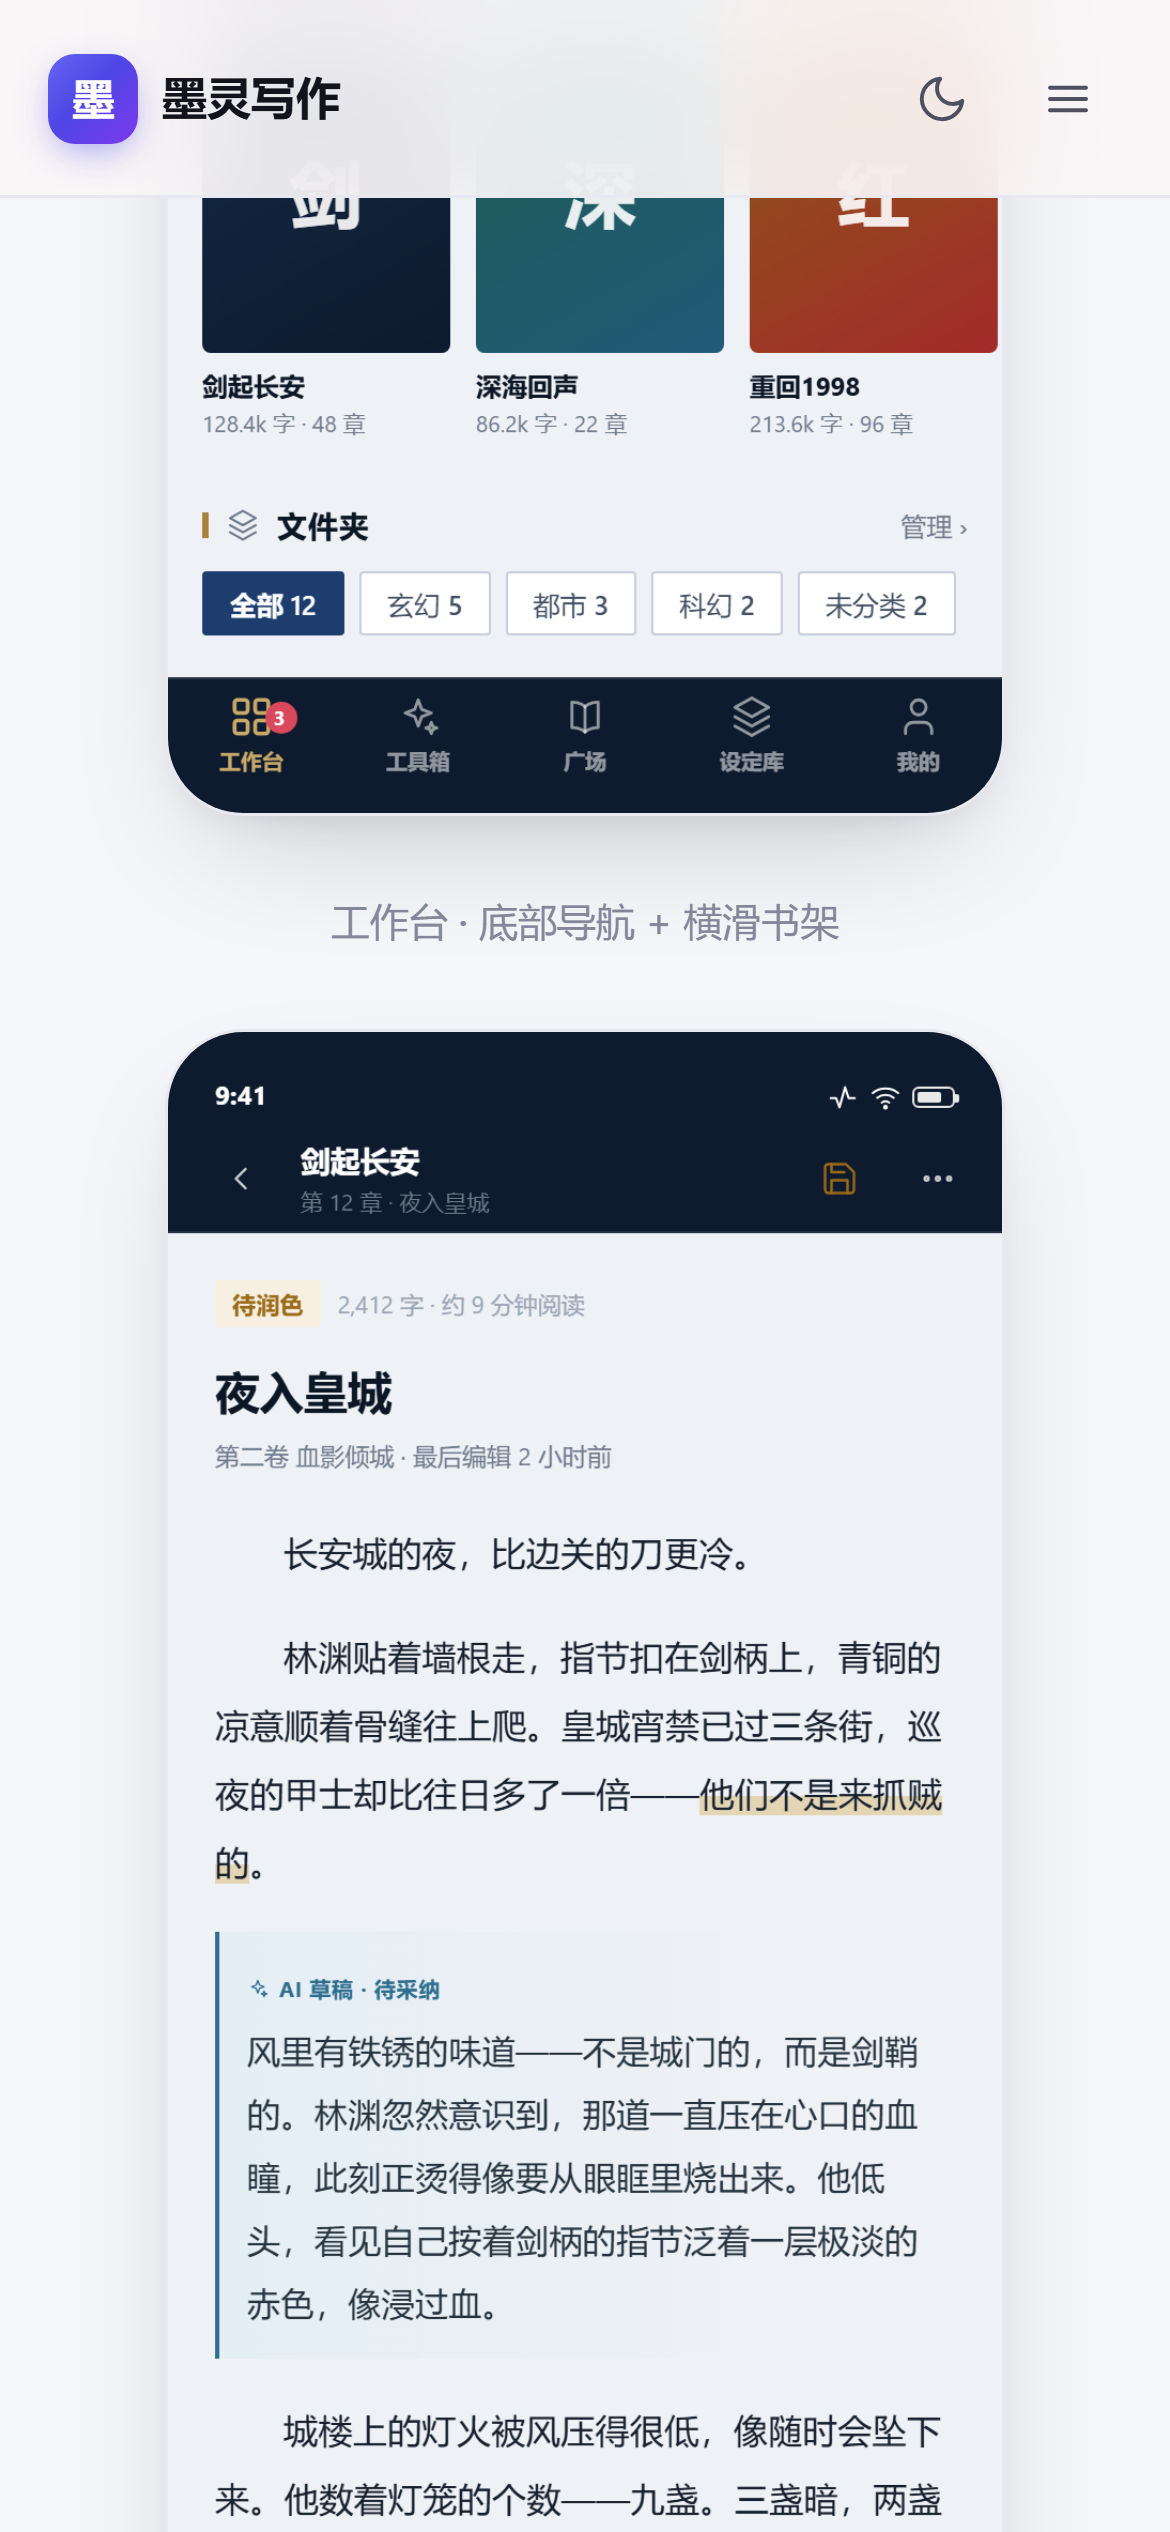 墨 墨灵写作
剑 深 红
剑起长安 深海回声 重回1998
128.4k 字 · 48 章 86.2k 字 · 22 章 213.6k 字 · 96 章
文件夹 管理 ›
全部 12 玄幻 5 都市 3 科幻 2 未分类 2
3
工作台 工具箱 广场 设定库 我的
工作台 · 底部导航 + 横滑书架
9:41
剑起长安
第 12 章 · 夜入皇城
待润色 2,412 字 · 约 9 分钟阅读
夜入皇城
第二卷 血影倾城 · 最后编辑 2 小时前
长安城的夜，比边关的刀更冷。
林渊贴着墙根走，指节扣在剑柄上，青铜的
凉意顺着骨缝往上爬。皇城宵禁已过三条街，巡
夜的甲士却比往日多了一倍——他们不是来抓贼
的。
AI 草稿 · 待采纳
风里有铁锈的味道——不是城门的，而是剑鞘
的。林渊忽然意识到，那道一直压在心口的血
瞳，此刻正烫得像要从眼眶里烧出来。他低
头，看见自己按着剑柄的指节泛着一层极淡的
赤色，像浸过血。
城楼上的灯火被风压得很低，像随时会坠下
来。他数着灯笼的个数——九盏。三盏暗，两盏